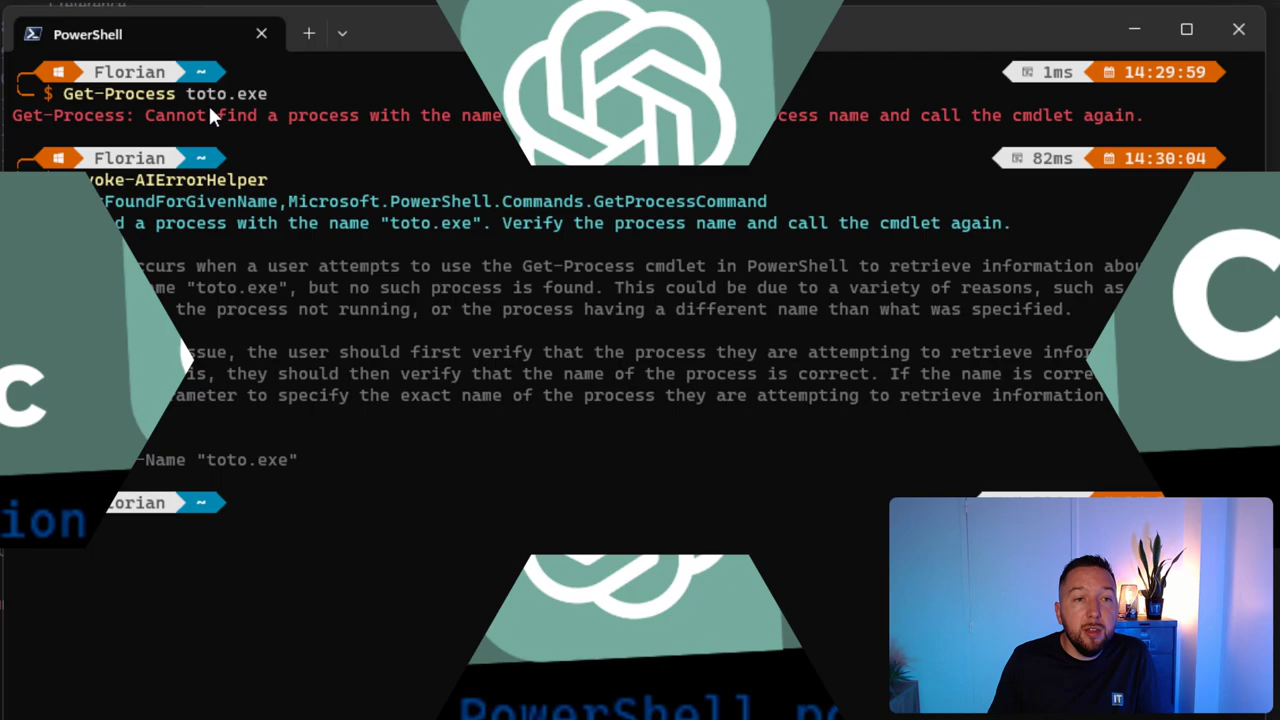 PowerShell
Florian ~ 1ms 14:29:59
$ Get-Process toto.exe
Get-Process: Cannot find a process with the name cess name and call the cmdlet again.
Florian ~ 82ms 14:30:04
voke-AIErrorHelper
FoundForGivenName,Microsoft.PowerShell.Commands.GetProcessCommand
d a process with the name "toto.exe". Verify the process name and call the cmdlet again.
ccurs when a user attempts to use the Get-Process cmdlet in PowerShell to retrieve information abou
me "toto.exe", but no such process is found. This could be due to a variety of reasons, such as
the process not running, or the process having a different name than what was specified.
ssue, the user should first verify that the process they are attempting to retrieve infor
is, they should then verify that the name of the process is correct. If the name is corre
ameter to specify the exact name of the process they are attempting to retrieve information
-Name "toto.exe"
lorian ~
C
c
ion
PowerShell po
IT